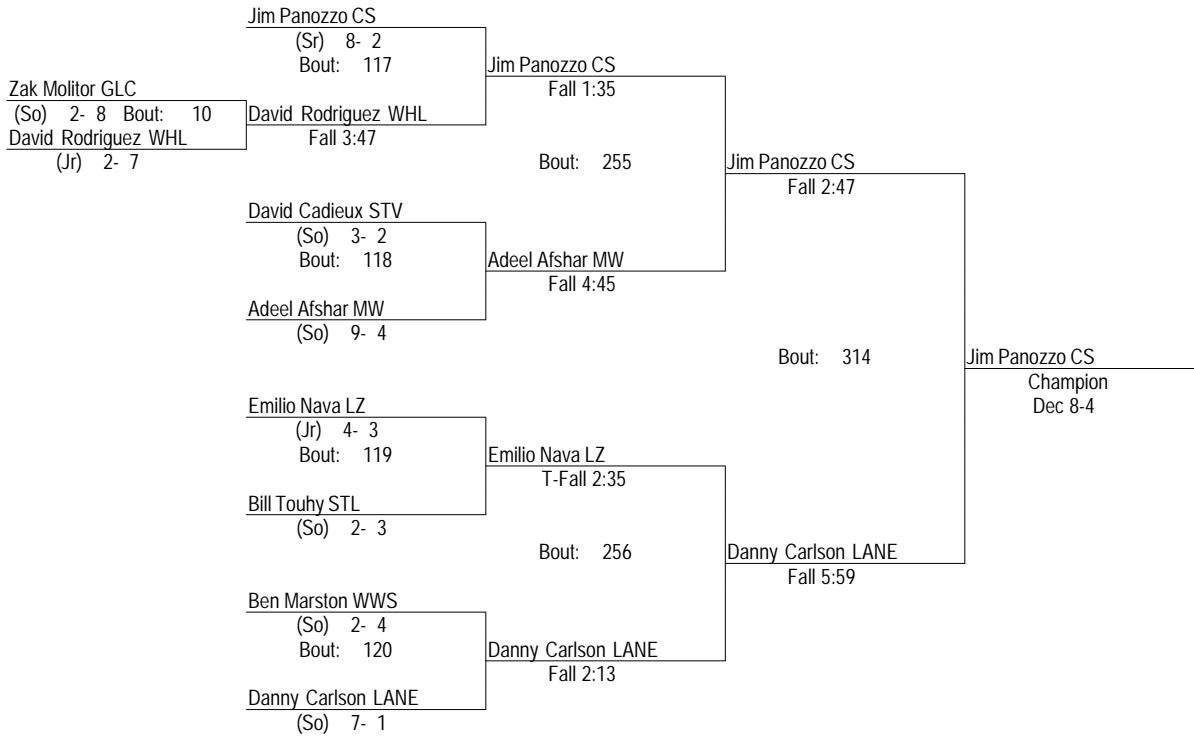 Jim Panozzo CS
(Sr) 8- 2
Bout: 117
Jim Panozzo CS
Fall 1:35
Zak Molitor GLC
(So) 2- 8 Bout: 10
David Rodriguez WHL
Fall 3:47
David Rodriguez WHL
(Jr) 2- 7
Bout: 255
Jim Panozzo CS
Fall 2:47
David Cadieux STV
(So) 3- 2
Bout: 118
Adeel Afshar MW
Fall 4:45
Adeel Afshar MW
(So) 9- 4
Bout: 314
Jim Panozzo CS
Champion
Dec 8-4
Emilio Nava LZ
(Jr) 4- 3
Bout: 119
Emilio Nava LZ
T-Fall 2:35
Bill Touhy STL
(So) 2- 3
Bout: 256
Danny Carlson LANE
Fall 5:59
Ben Marston WWS
(So) 2- 4
Bout: 120
Danny Carlson LANE
Fall 2:13
Danny Carlson LANE
(So) 7- 1